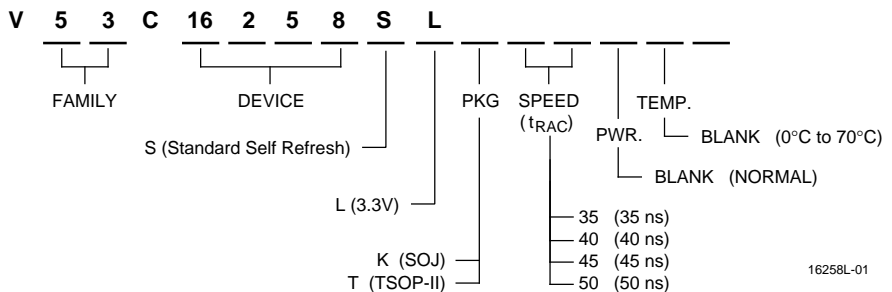 V 5 3 C 16 2 5 8 S L
FAMILY DEVICE PKG SPEED TEMP.
(tRAC) PWR.
BLANK (0°C to 70°C)
S (Standard Self Refresh)
BLANK (NORMAL)
L (3.3V)
35 (35 ns)
40 (40 ns)
K (SOJ) 45 (45 ns)
T (TSOP-II) 50 (50 ns)
16258L-01